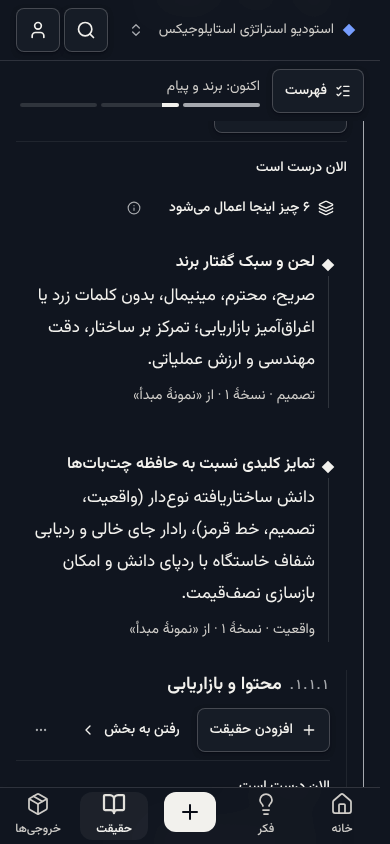 استودیو استراتژی استایلوجیکس
فهرست
اکنون: برند و پیام
الان درست است
۶ چیز اینجا اعمال می‌شود
لحن و سبک گفتار برند
صریح، محترم، مینیمال، بدون کلمات زرد یا
اغراق‌آمیز بازاریابی؛ تمرکز بر ساختار، دقت
مهندسی و ارزش عملیاتی.
تصمیم · نسخهٔ ۱ · از «نمونهٔ مبدأ»
تمایز کلیدی نسبت به حافظه چت‌بات‌ها
دانش ساختاریافته نوع‌دار (واقعیت،
تصمیم، خط قرمز)، رادار جای خالی و ردیابی
شفاف خاستگاه با ردپای دانش و امکان
بازسازی نصف‌قیمت.
واقعیت · نسخهٔ ۱ · از «نمونهٔ مبدأ»
۱.۱.۱. محتوا و بازاریابی
افزودن حقیقت
رفتن به بخش
الان درست است
خانه
فکر
حقیقت
خروجی‌ها